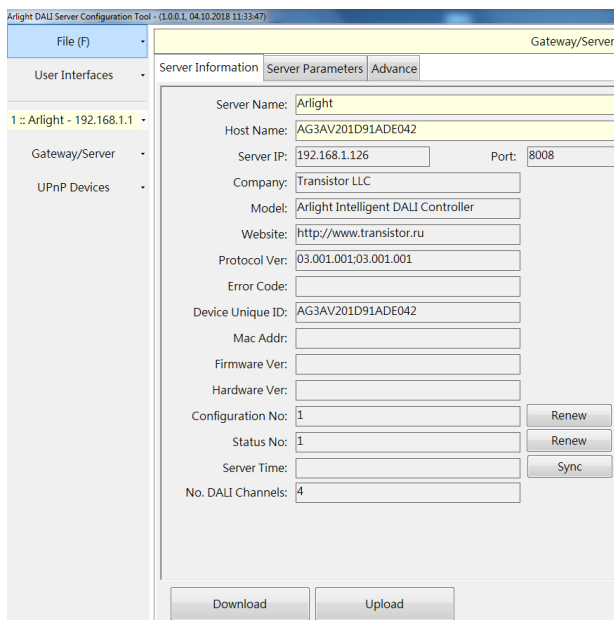 Arlight DALI Server Configuration Tool - (1.0.0.1, 04.10.2018 11:33:47)
File (F)
Gateway/Server
User Interfaces
Server Information Server Parameters Advance
1 :: Arlight - 192.168.1.1
Gateway/Server
UPnP Devices
Server Name: Arlight
Host Name: AG3AV201D91ADE042
Server IP: 192.168.1.126 Port: 8008
Company: Transistor LLC
Model: Arlight Intelligent DALI Controller
Website: http://www.transistor.ru
Protocol Ver: 03.001.001;03.001.001
Error Code:
Device Unique ID: AG3AV201D91ADE042
Mac Addr:
Firmware Ver:
Hardware Ver:
Configuration No: 1 Renew
Status No: 1 Renew
Server Time: Sync
No. DALI Channels: 4
Download Upload